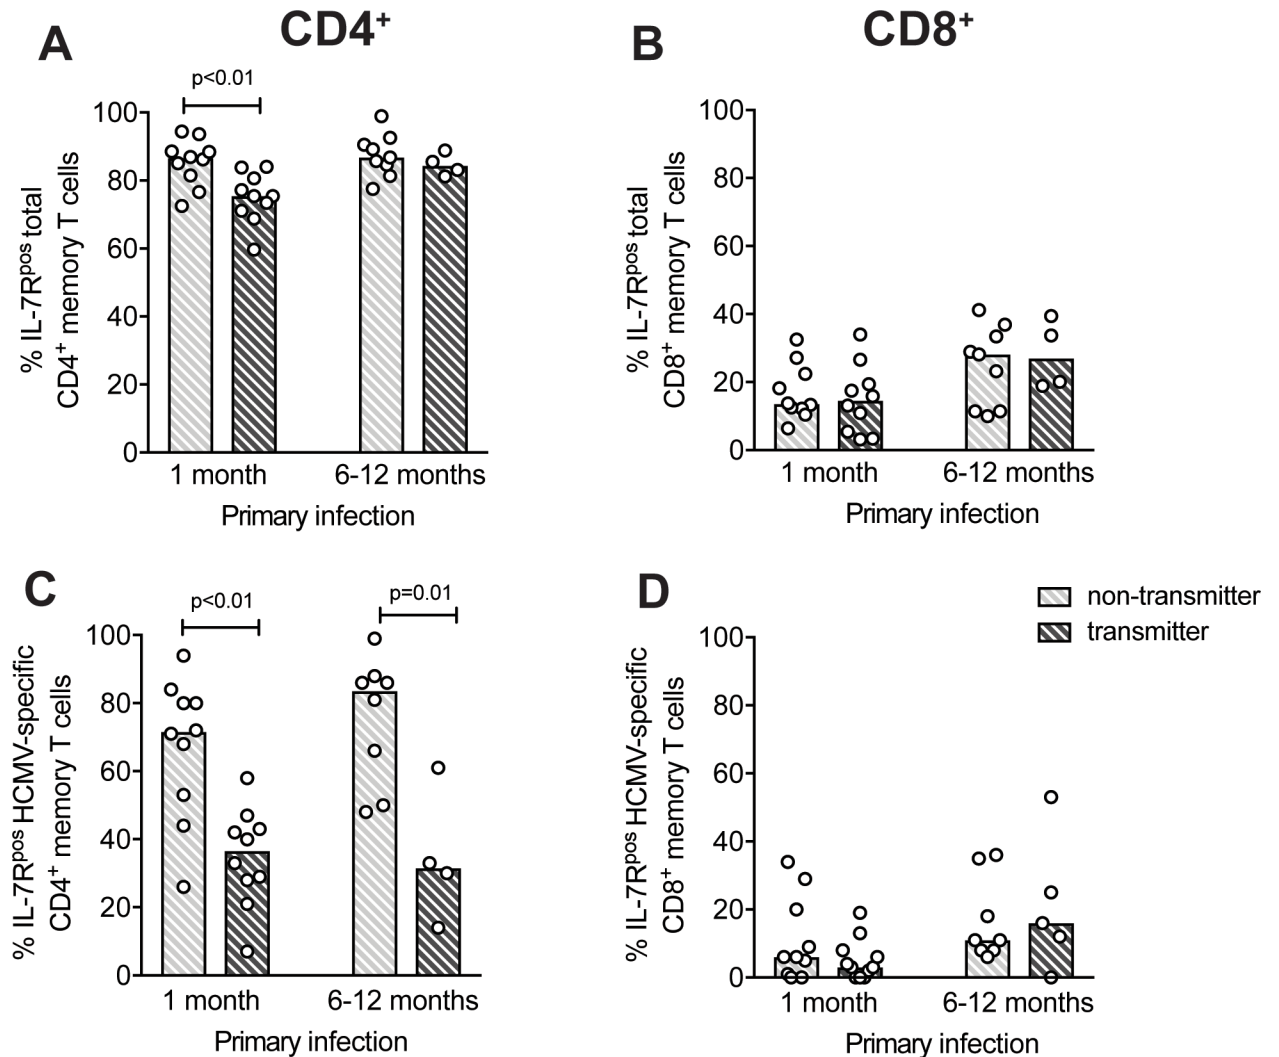 CD4⁺
CD8⁺
A
p<0.01
100
80
60
40
20
0
% IL-7Rᵖᵒˢ total
CD4⁺ memory T cells
1 month
6-12 months
Primary infection
B
100
80
60
40
20
0
% IL-7Rᵖᵒˢ total
CD8⁺ memory T cells
1 month
6-12 months
Primary infection
C
p<0.01
p=0.01
100
80
60
40
20
0
% IL-7Rᵖᵒˢ HCMV-specific
CD4⁺ memory T cells
1 month
6-12 months
Primary infection
D
non-transmitter
transmitter
100
80
60
40
20
0
% IL-7Rᵖᵒˢ HCMV-specific
CD8⁺ memory T cells
1 month
6-12 months
Primary infection